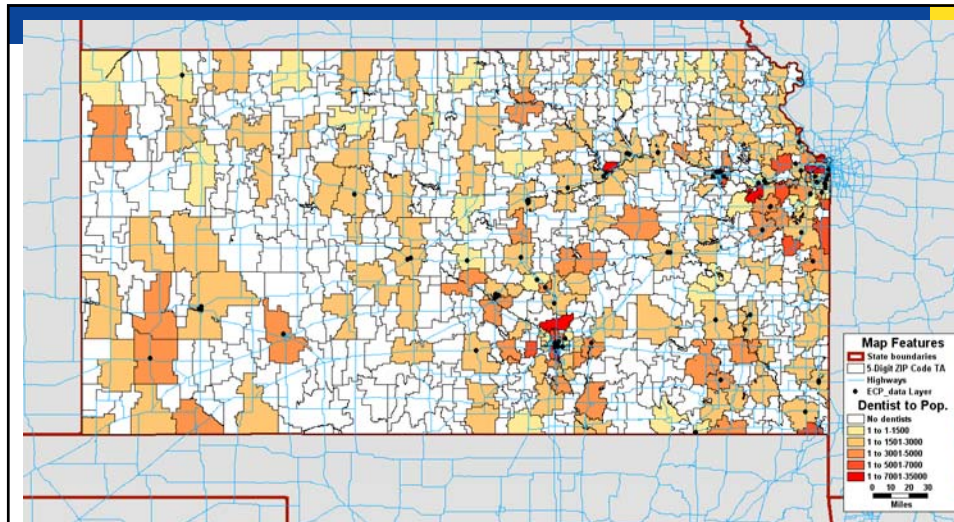 Map Features
State boundaries
5-Digit ZIP Code TA
Highways
ECP_data Layer
Dentist to Pop.
No dentists
1 to 1-1500
1 to 1501-3000
1 to 3001-5000
1 to 5001-7000
1 to 7001-35000
0 10 20 30
Miles